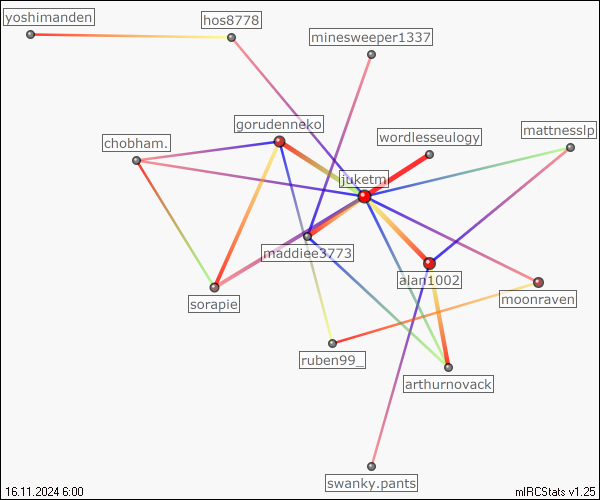 yoshimanden
hos8778
minesweeper1337
gorudenneko
wordlesseulogy
mattnesslp
chobham.
juketm
maddiee3773
alan1002
sorapie
moonraven
ruben99_
arthurnovack
swanky.pants
16.11.2024 6:00
mIRCStats v1.25